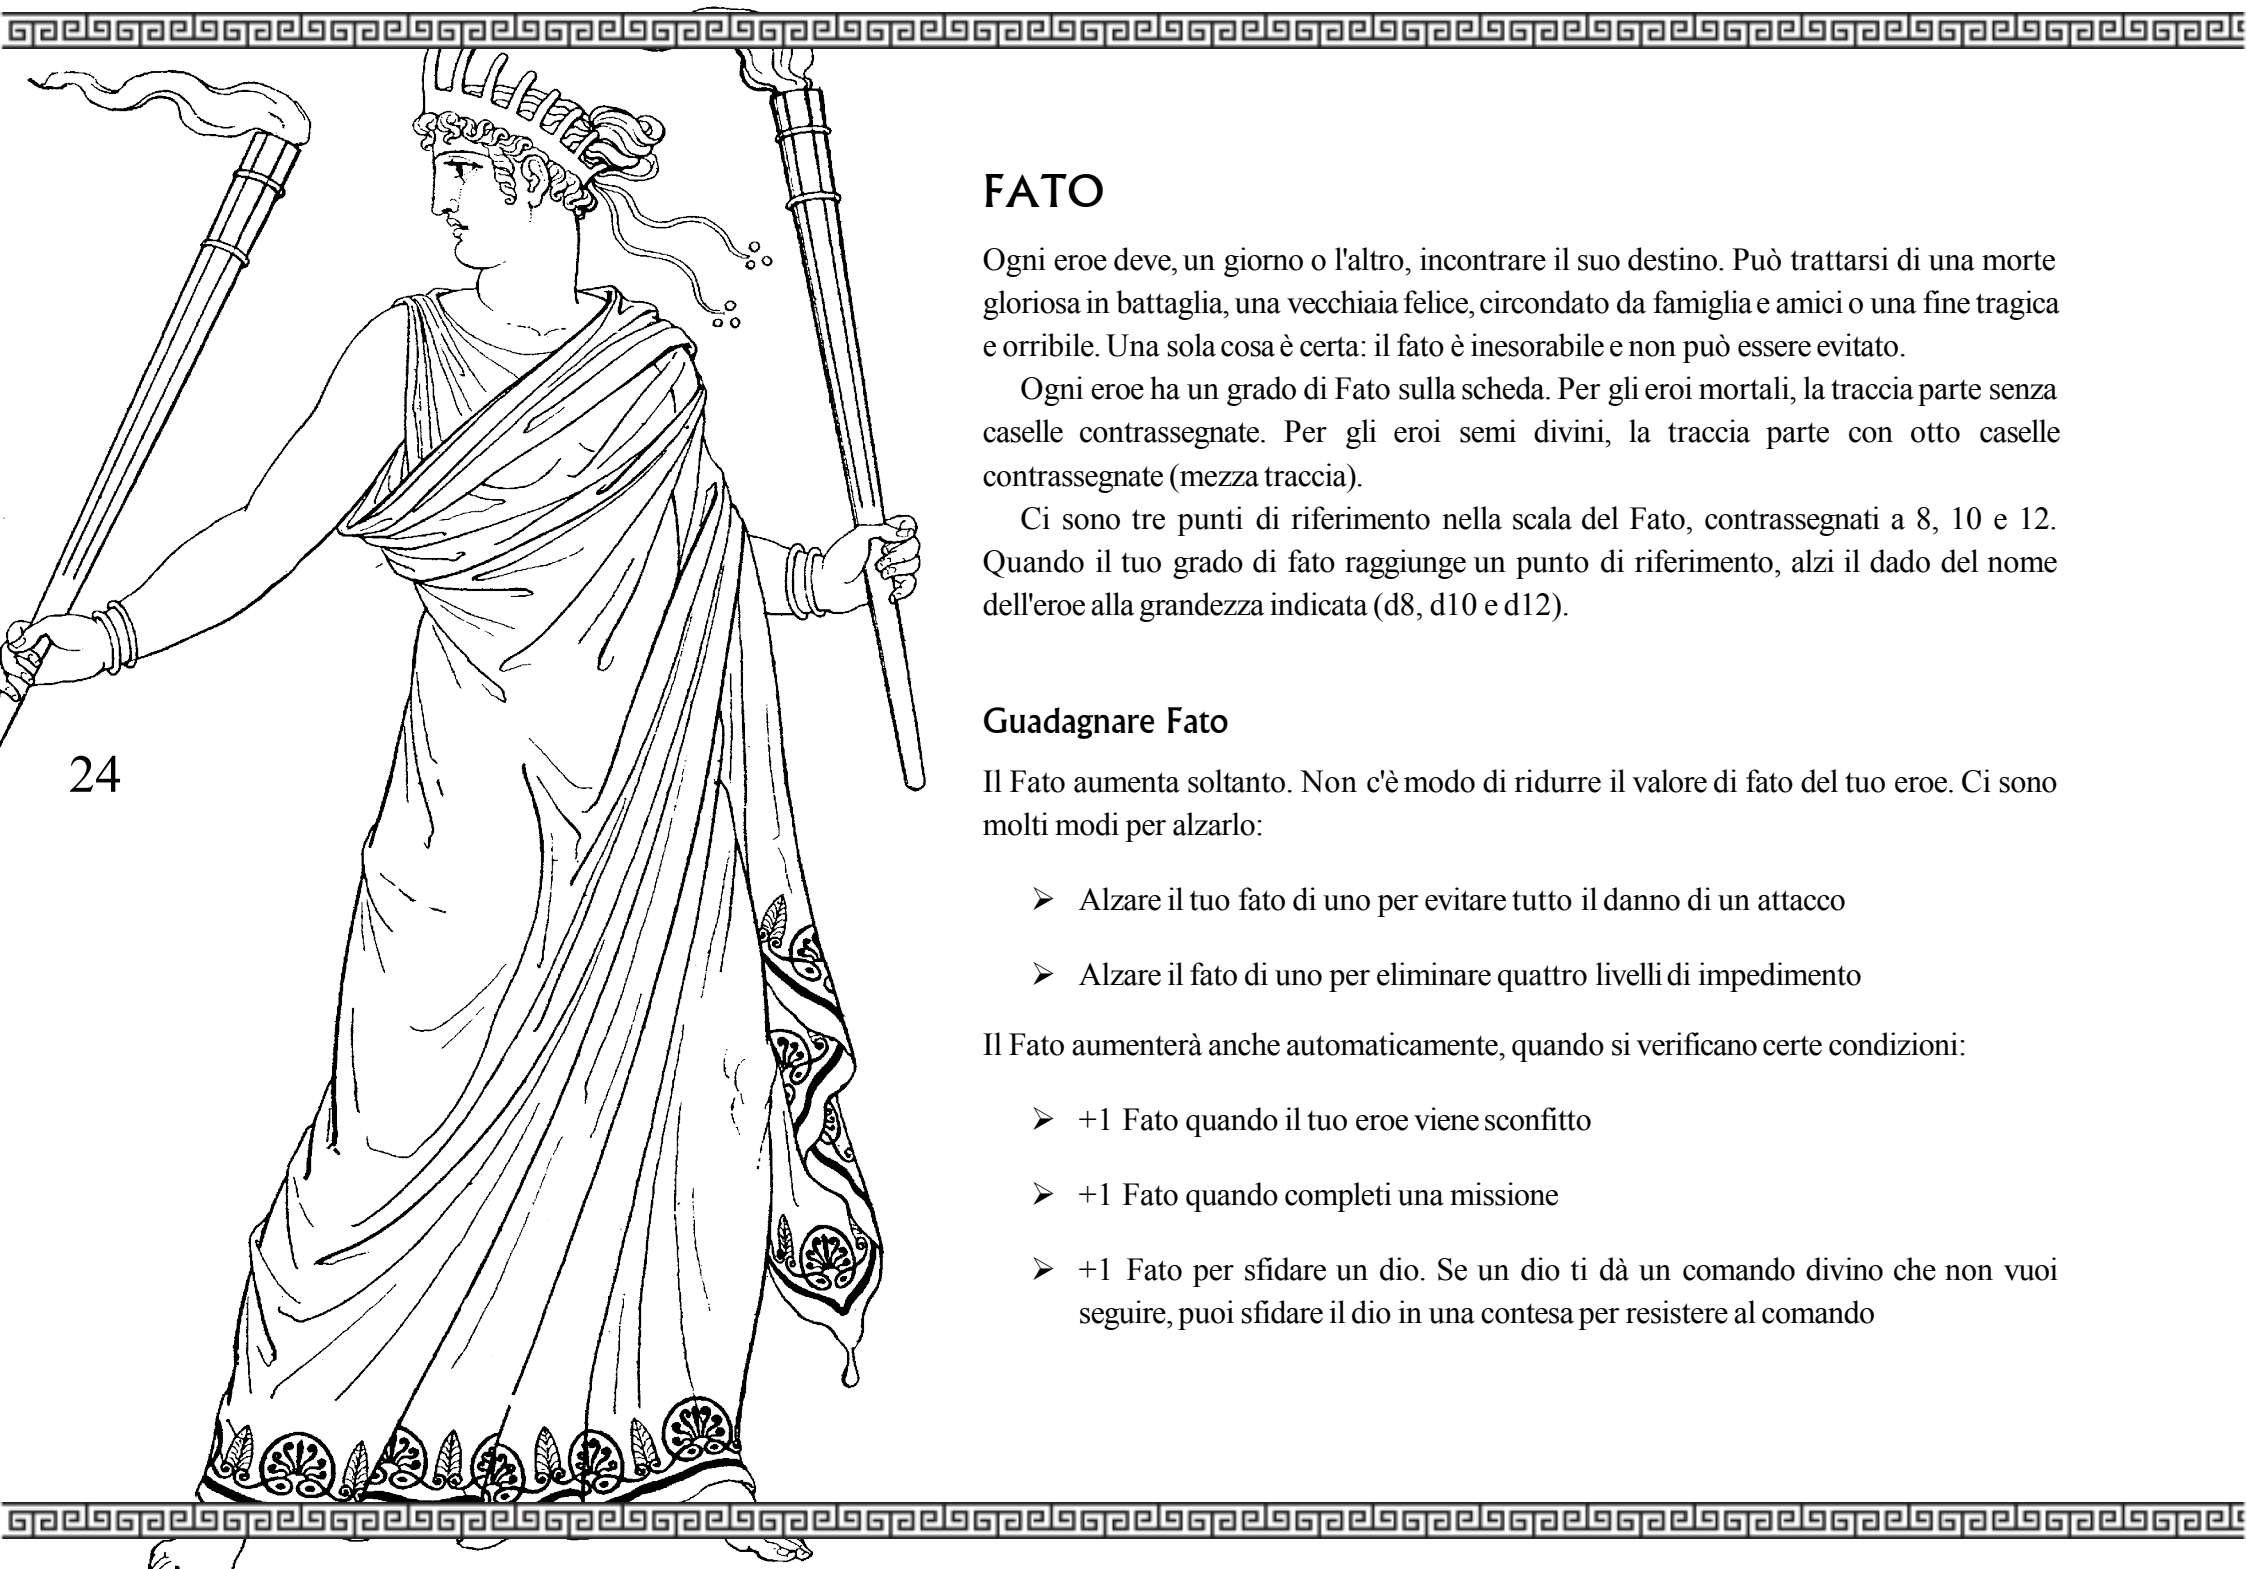 FATO
Ogni eroe deve, un giorno o l'altro, incontrare il suo destino. Può trattarsi di una morte
gloriosa in battaglia, una vecchiaia felice, circondato da famiglia e amici o una fine tragica
e orribile. Una sola cosa è certa: il fato è inesorabile e non può essere evitato.
Ogni eroe ha un grado di Fato sulla scheda. Per gli eroi mortali, la traccia parte senza
caselle contrassegnate. Per gli eroi semi divini, la traccia parte con otto caselle
contrassegnate (mezza traccia).
Ci sono tre punti di riferimento nella scala del Fato, contrassegnati a 8, 10 e 12.
Quando il tuo grado di fato raggiunge un punto di riferimento, alzi il dado del nome
dell'eroe alla grandezza indicata (d8, d10 e d12).
Guadagnare Fato
24
Il Fato aumenta soltanto. Non c'è modo di ridurre il valore di fato del tuo eroe. Ci sono
molti modi per alzarlo:
➢ Alzare il tuo fato di uno per evitare tutto il danno di un attacco
➢ Alzare il fato di uno per eliminare quattro livelli di impedimento
Il Fato aumenterà anche automaticamente, quando si verificano certe condizioni:
➢ +1 Fato quando il tuo eroe viene sconfitto
➢ +1 Fato quando completi una missione
➢ +1 Fato per sfidare un dio. Se un dio ti dà un comando divino che non vuoi
seguire, puoi sfidare il dio in una contesa per resistere al comando